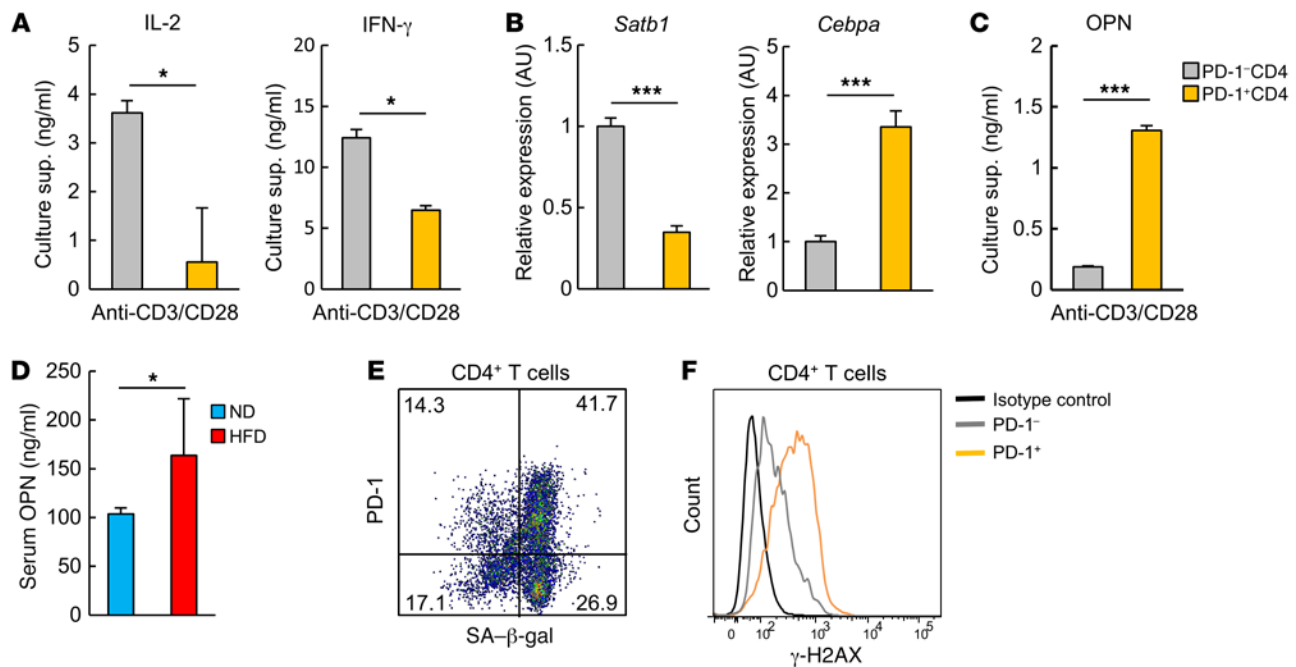 A
IL-2
Culture sup. (ng/ml)
5
4
3
2
1
0
*
Anti-CD3/CD28
IFN-γ
Culture sup. (ng/ml)
20
15
10
5
0
*
Anti-CD3/CD28
B
Satb1
Relative expression (AU)
1.5
1
0.5
0
***
Cebpa
Relative expression (AU)
5
4
3
2
1
0
***
C
OPN
Culture sup. (ng/ml)
2
1.5
1
0.5
0
***
Anti-CD3/CD28
PD-1⁻CD4
PD-1⁺CD4
D
Serum OPN (ng/ml)
250
200
150
100
50
0
*
ND
HFD
E
CD4⁺ T cells
14.3
41.7
17.1
26.9
PD-1
SA–β-gal
F
CD4⁺ T cells
Count
0
10²
10³
10⁴
10⁵
γ-H2AX
Isotype control
PD-1⁻
PD-1⁺